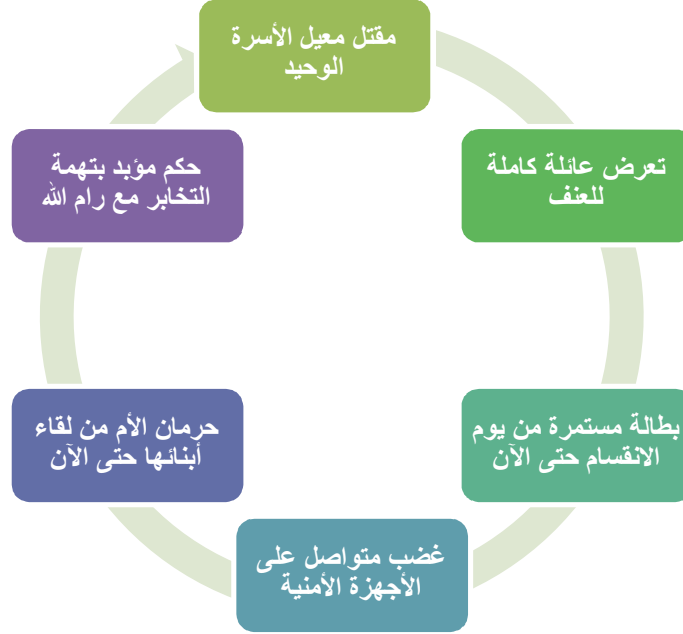 مقتل معيل الأسرة
الوحيد
تعرض عائلة كاملة
للعنف
بطالة مستمرة من يوم
الانقسام حتى الآن
غضب متواصل على
الأجهزة الأمنية
حرمان الأم من لقاء
أبنائها حتى الآن
حكم مؤبد بتهمة
التخابر مع رام الله